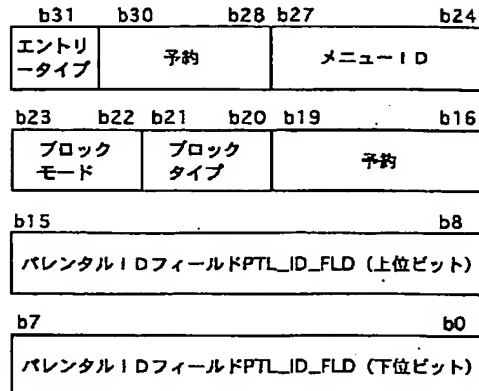 b31 b30 b28 b27 b24
エントリ
ータイプ 予約 メニューID
b23 b22 b21 b20 b19 b16
ブロック
モード ブロック
タイプ 予約
b15 b8
パレンタルIDフィールドPTL_ID_FLD(上位ビット)
b7 b0
パレンタルIDフィールドPTL_ID_FLD(下位ビット)